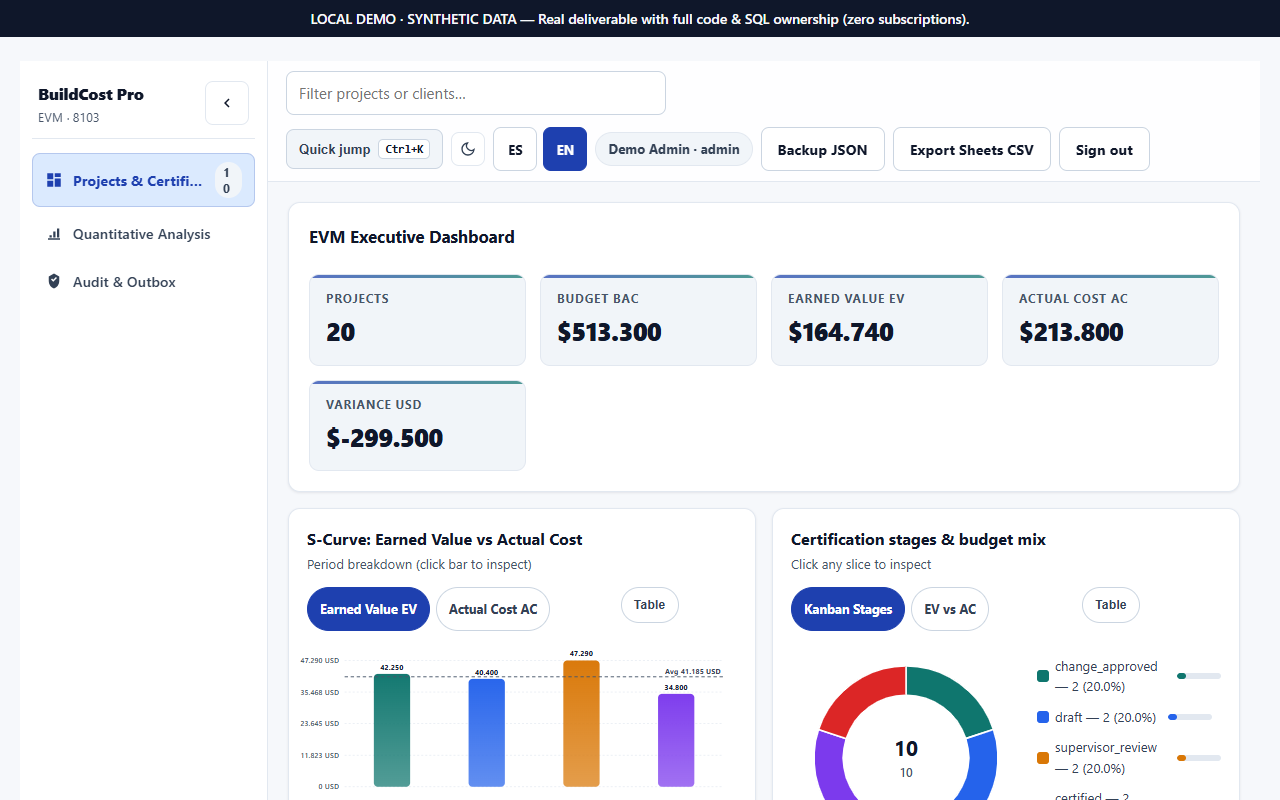 LOCAL DEMO · SYNTHETIC DATA — Real deliverable with full code & SQL ownership (zero subscriptions).
BuildCost Pro
EVM · 8103
Projects & Certifi...
1
0
Quantitative Analysis
Audit & Outbox
Filter projects or clients...
Quick jump Ctrl+K
ES
EN
Demo Admin · admin
Backup JSON
Export Sheets CSV
Sign out
EVM Executive Dashboard
PROJECTS
20
BUDGET BAC
$513.300
EARNED VALUE EV
$164.740
ACTUAL COST AC
$213.800
VARIANCE USD
$-299.500
S-Curve: Earned Value vs Actual Cost
Period breakdown (click bar to inspect)
Earned Value EV
Actual Cost AC
Table
47.290 USD
35.468 USD
23.645 USD
11.823 USD
0 USD
42.250
40.400
47.290
34.800
Avg 41.185 USD
Certification stages & budget mix
Click any slice to inspect
Kanban Stages
EV vs AC
Table
10
10
change_approved
— 2 (20.0%)
draft — 2 (20.0%)
supervisor_review
— 2 (20.0%)
certified — 2